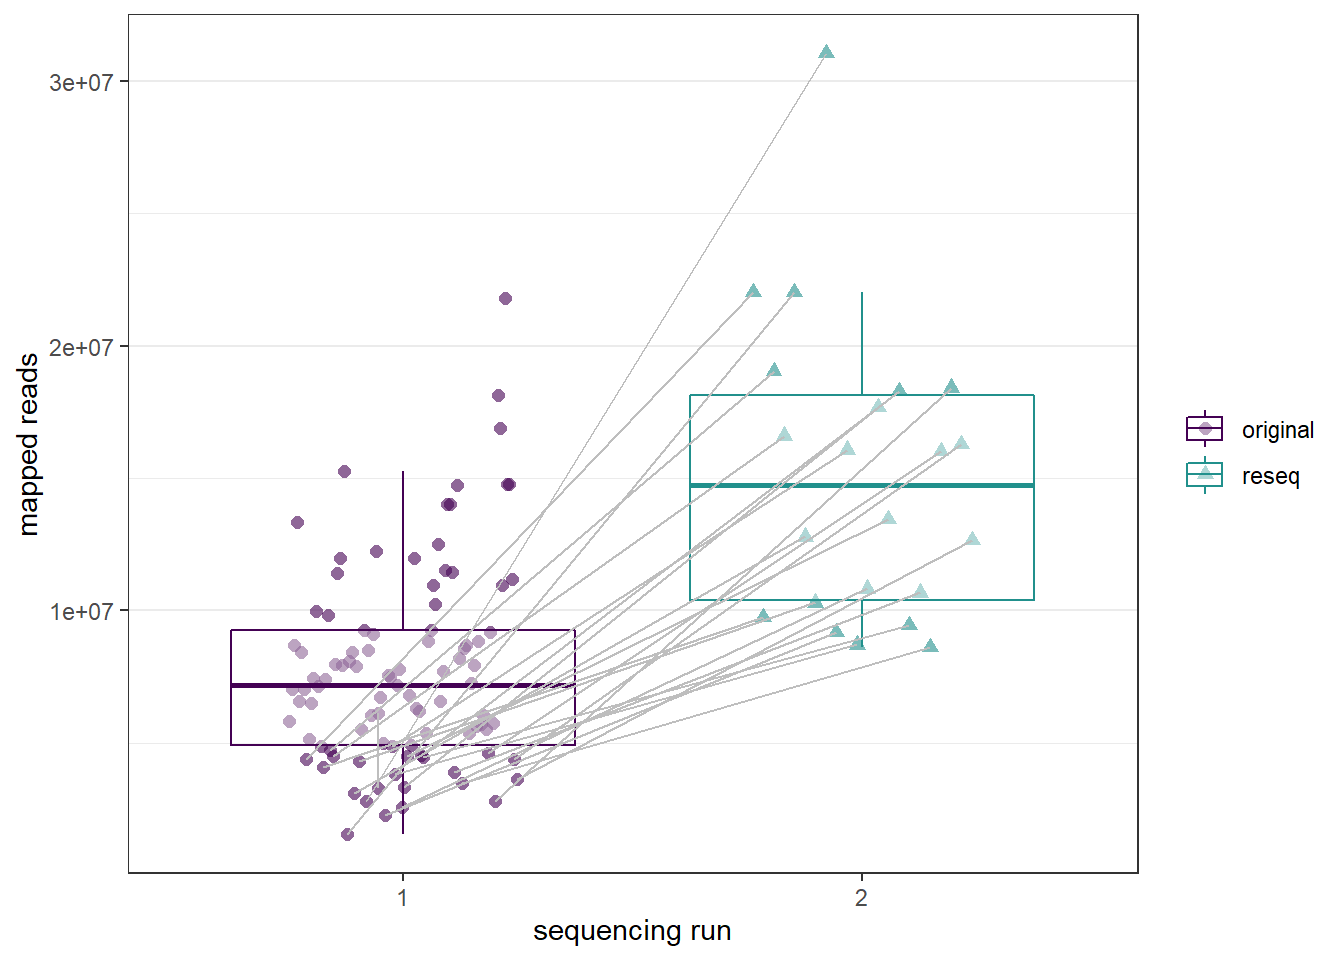 3e+07
2e+07
1e+07
mapped reads
1
2
sequencing run
original
reseq